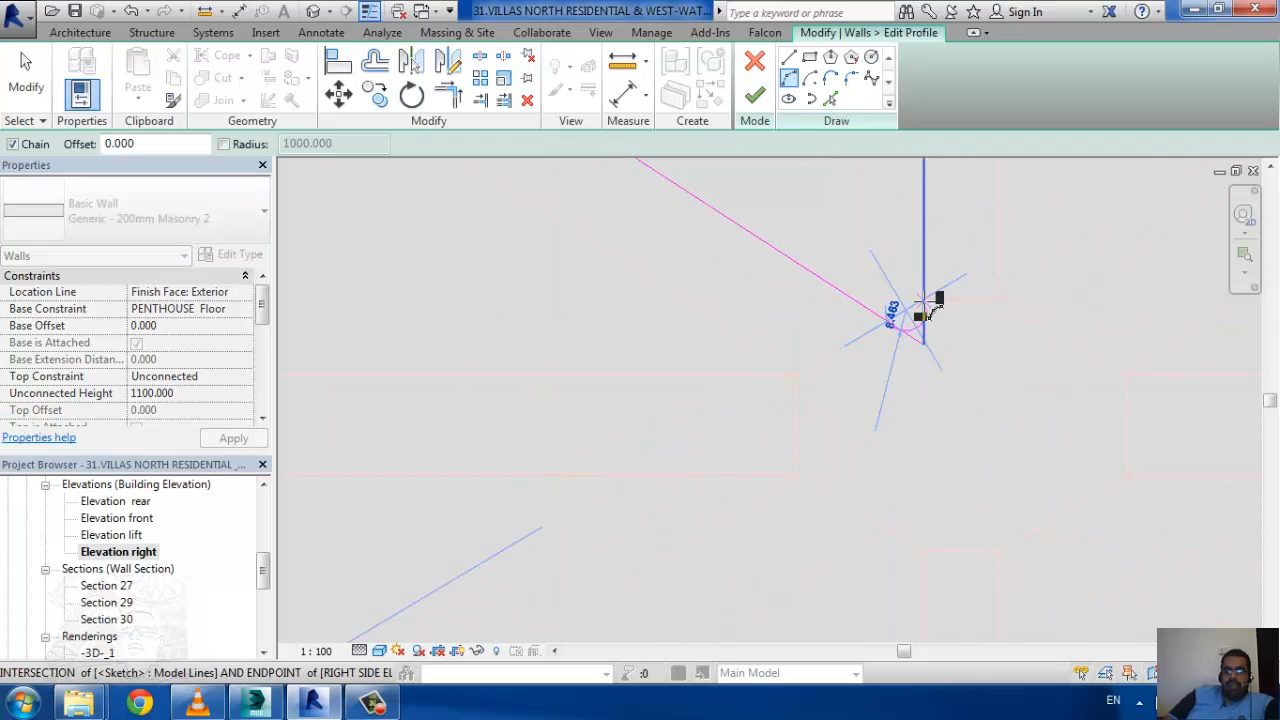 31.VILLAS NORTH RESIDENTIAL & WEST-WAT...
Type a keyword or phrase
Sign In
Architecture
Structure
Systems
Insert
Annotate
Analyze
Massing & Site
Collaborate
View
Manage
Add-Ins
Falcon
Modify | Walls > Edit Profile
Modify
Paste
Cope
Cut
Join
Select
Properties
Clipboard
Geometry
Modify
View
Measure
Create
Mode
Draw
Chain
Offset:
0.000
Radius:
1000.000
Properties
Basic Wall
Generic - 200mm Masonry 2
Walls
Edit Type
Constraints
Location Line
Finish Face: Exterior
Base Constraint
PENTHOUSE Floor
Base Offset
0.000
Base is Attached
Base Extension Distan...
0.000
Top Constraint
Unconnected
Unconnected Height
1100.000
Top Offset
0.000
Properties help
Apply
Project Browser - 31.VILLAS NORTH RESIDENTIAL _...
Elevations (Building Elevation)
Elevation rear
Elevation front
Elevation lift
Elevation right
Sections (Wall Section)
Section 27
Section 29
Section 30
Renderings
-3D-_1
2D
1 : 100
INTERSECTION of [<Sketch> : Model Lines] AND ENDPOINT of [RIGHT SIDE EL
:0
Main Model
EN